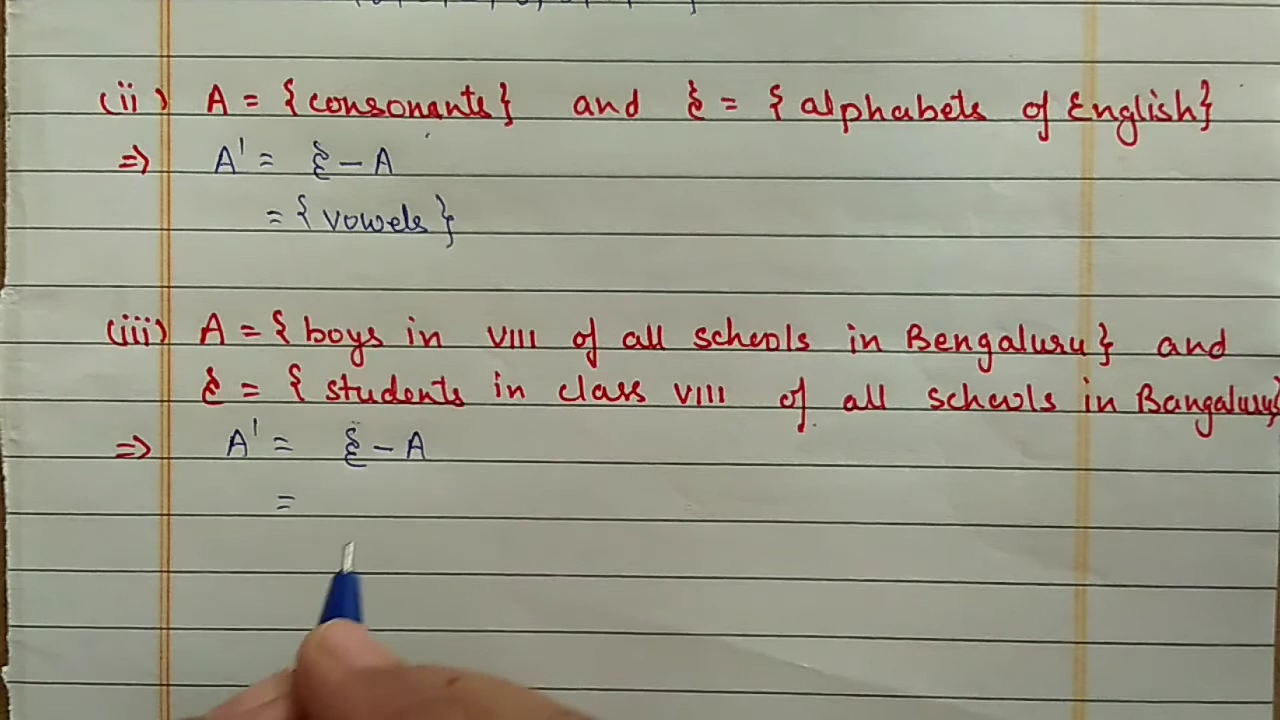 (ii) A = {consonants} and ξ = {alphabets of English}
⇒ A' = ξ - A
= {vowels}
(iii) A = {boys in VIII of all schools in Bengaluru} and
ξ = {students in class VIII of all schools in Bangaluru}
⇒ A' = ξ - A
=